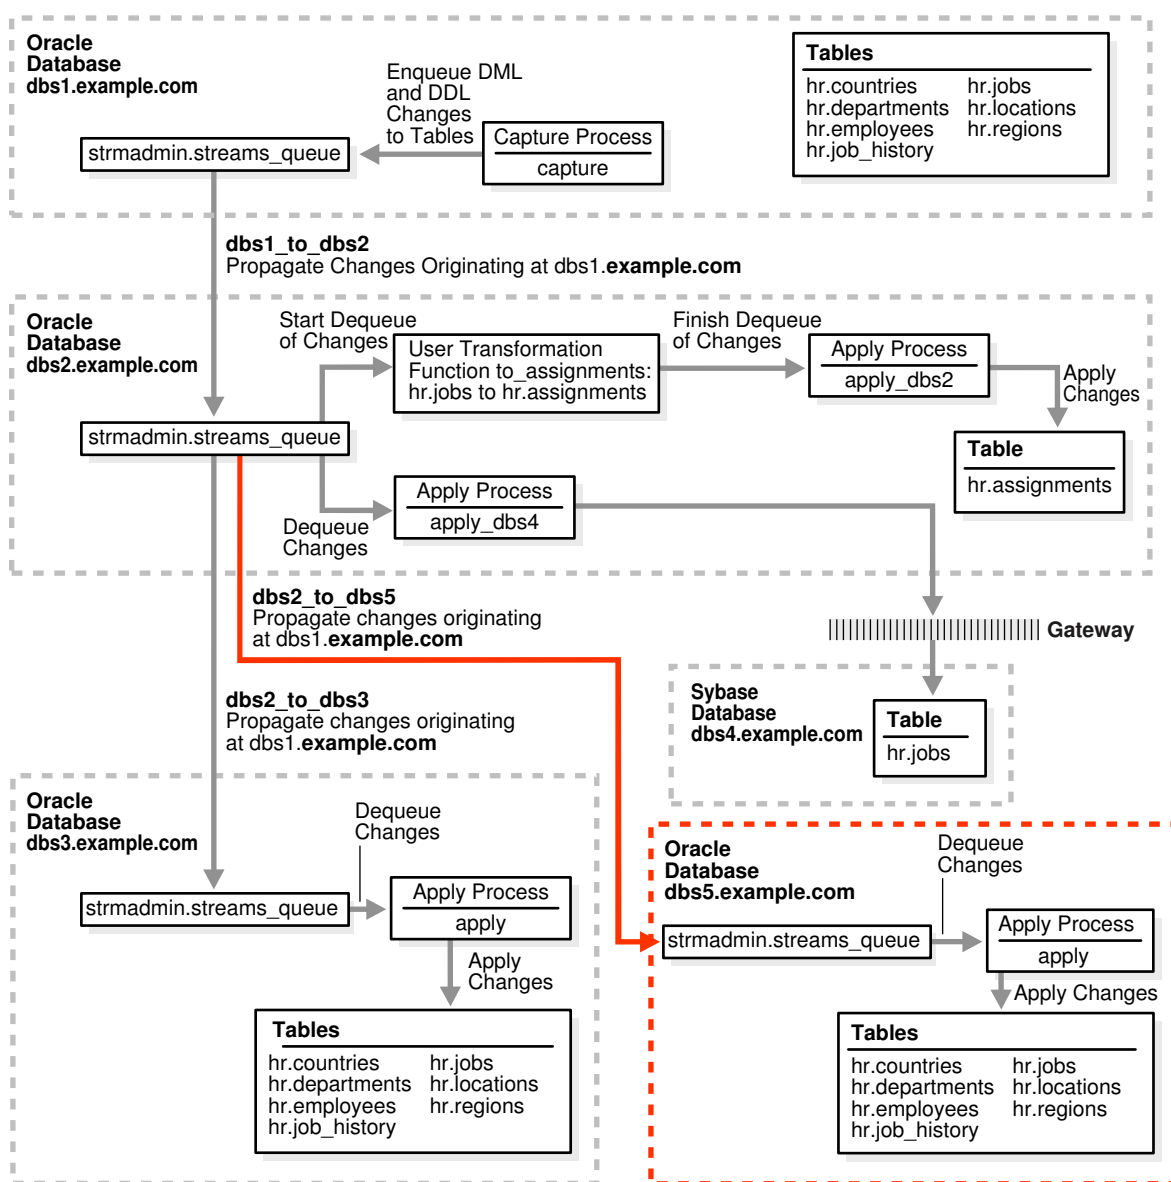 Oracle
Database
dbs1.example.com
Enqueue DML
and DDL
Changes
to Tables
strmadmin.streams_queue
Capture Process
capture
Tables
hr.countries hr.jobs
hr.departments hr.locations
hr.employees hr.regions
hr.job_history
dbs1_to_dbs2
Propagate Changes Originating at dbs1.example.com
Oracle
Database
dbs2.example.com
Start Dequeue
of Changes
User Transformation
Function to_assignments:
hr.jobs to hr.assignments
Finish Dequeue
of Changes
Apply Process
apply_dbs2
Apply
Changes
strmadmin.streams_queue
Table
hr.assignments
Dequeue
Changes
Apply Process
apply_dbs4
dbs2_to_dbs5
Propagate changes originating
at dbs1.example.com
Gateway
dbs2_to_dbs3
Propagate changes originating
at dbs1.example.com
Sybase
Database
dbs4.example.com
Table
hr.jobs
Oracle
Database
dbs3.example.com
Dequeue
Changes
strmadmin.streams_queue
Apply Process
apply
Apply
Changes
Tables
hr.countries hr.jobs
hr.departments hr.locations
hr.employees hr.regions
hr.job_history
Oracle
Database
dbs5.example.com
Dequeue
Changes
strmadmin.streams_queue
Apply Process
apply
Apply Changes
Tables
hr.countries hr.jobs
hr.departments hr.locations
hr.employees hr.regions
hr.job_history